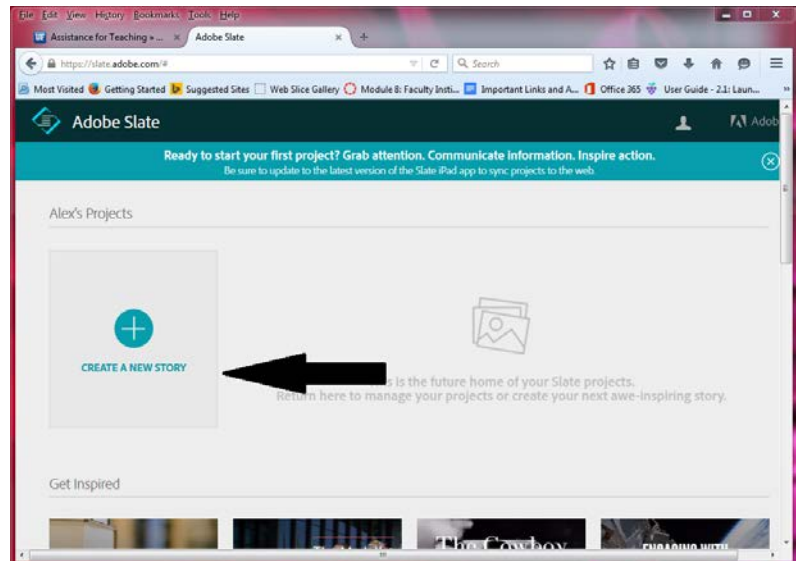 File Edit View History Bookmarks Tools Help
Assistance for Teaching » ... Adobe Slate
https://slate.adobe.com/# Search
Most Visited Getting Started Suggested Sites Web Slice Gallery Module 8: Faculty Insti... Important Links and A... Office 365 User Guide - 2.1: Laun...
Adobe Slate Adob
Ready to start your first project? Grab attention. Communicate information. Inspire action.
Be sure to update to the latest version of the Slate iPad app to sync projects to the web.
Alex's Projects
CREATE A NEW STORY
is the future home of your Slate projects.
Return here to manage your projects or create your next awe-inspiring story.
Get Inspired
The Cowboy
ENGAGING WITH